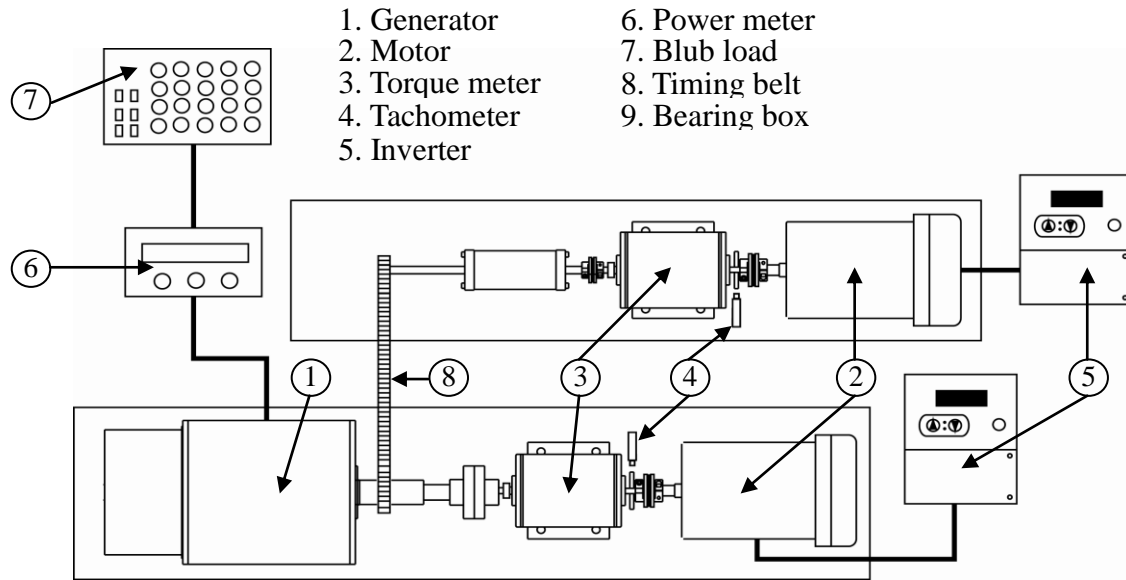 1. Generator
2. Motor
3. Torque meter
4. Tachometer
5. Inverter
6. Power meter
7. Blub load
8. Timing belt
9. Bearing box
7
6
1
8
3
4
2
5